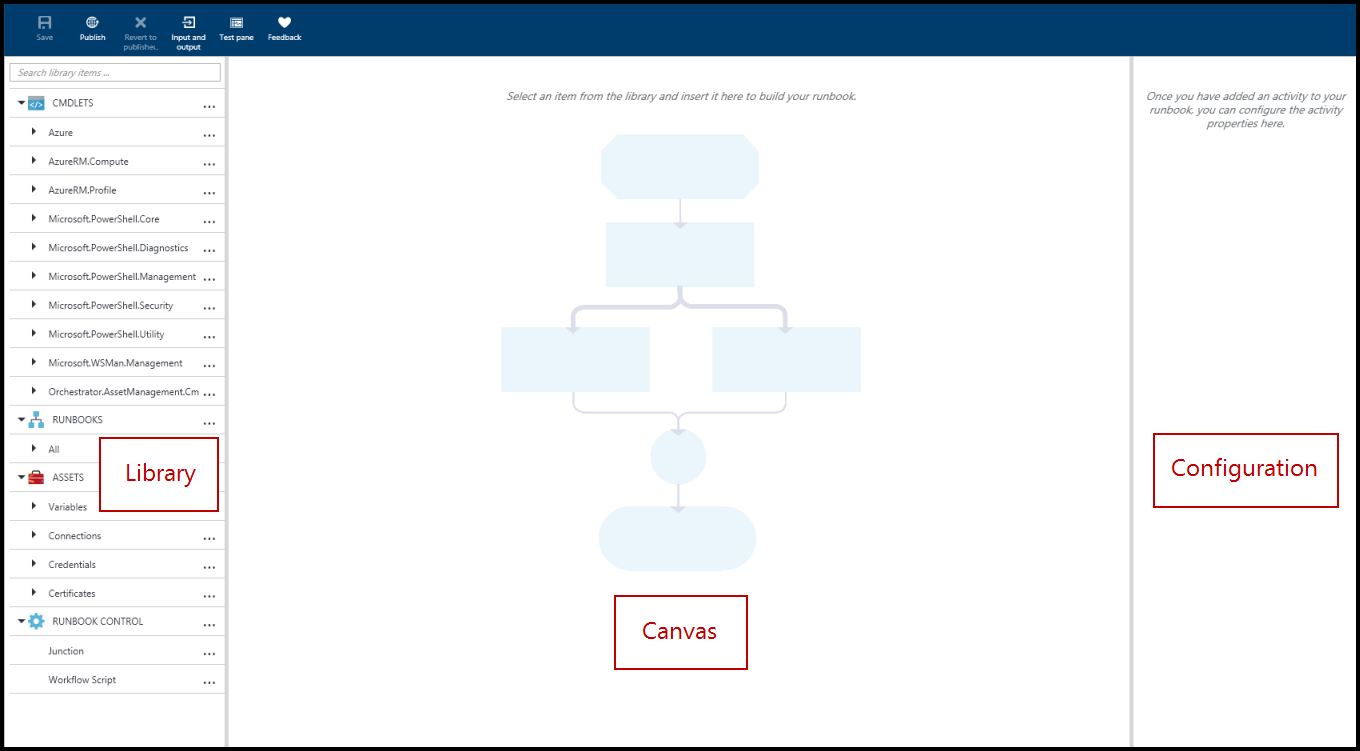 Save
Publish
Revert to
publishe.
Input and
output
Test pane
Feedback
Search library items ...
CMDLETS
...
Azure
...
AzureRM.Compute
...
AzureRM.Profile
...
Microsoft.PowerShell.Core
...
Microsoft.PowerShell.Diagnostics
...
Microsoft.PowerShell.Management
...
Microsoft.PowerShell.Security
...
Microsoft.PowerShell.Utility
...
Microsoft.WSMan.Management
...
Orchestrator.AssetManagement.Cm
...
RUNBOOKS
...
All
ASSETS
Variables
Connections
...
Credentials
...
Certificates
...
RUNBOOK CONTROL
...
Junction
...
Workflow Script
...
Library
Select an item from the library and insert it here to build your runbook.
Canvas
Once you have added an activity to your
runbook, you can configure the activity
properties here.
Configuration